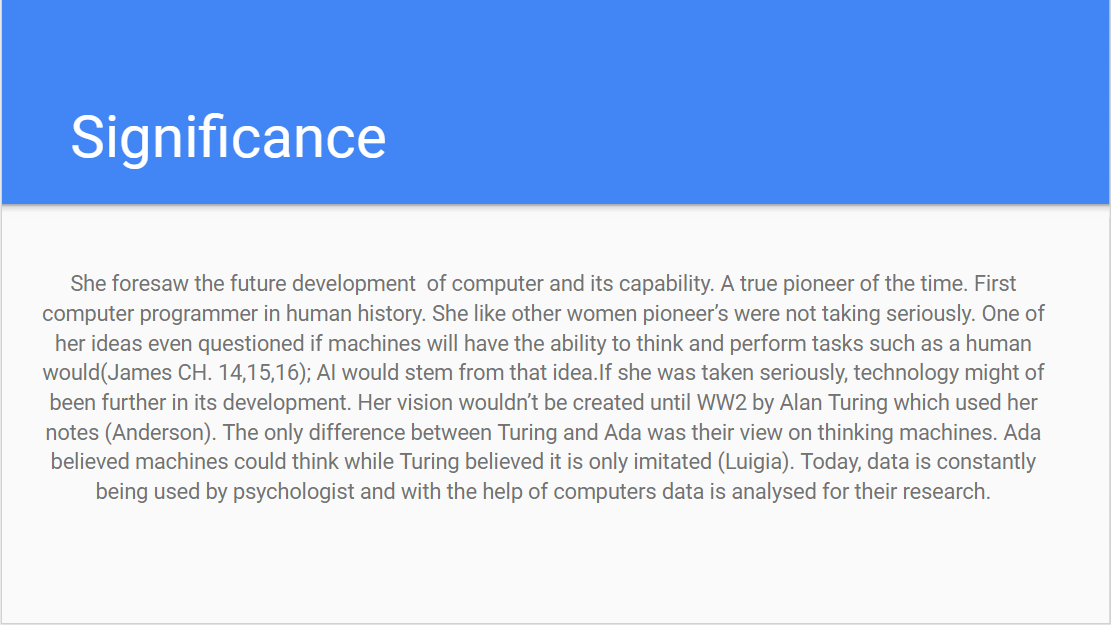 Significance
She foresaw the future development  of computer and its capability. A true pioneer of the time. First
computer programmer in human history. She like other women pioneer’s were not taking seriously. One of
her ideas even questioned if machines will have the ability to think and perform tasks such as a human
would(James CH. 14,15,16); AI would stem from that idea.If she was taken seriously, technology might of
been further in its development. Her vision wouldn’t be created until WW2 by Alan Turing which used her
notes (Anderson). The only difference between Turing and Ada was their view on thinking machines. Ada
believed machines could think while Turing believed it is only imitated (Luigia). Today, data is constantly
being used by psychologist and with the help of computers data is analysed for their research.